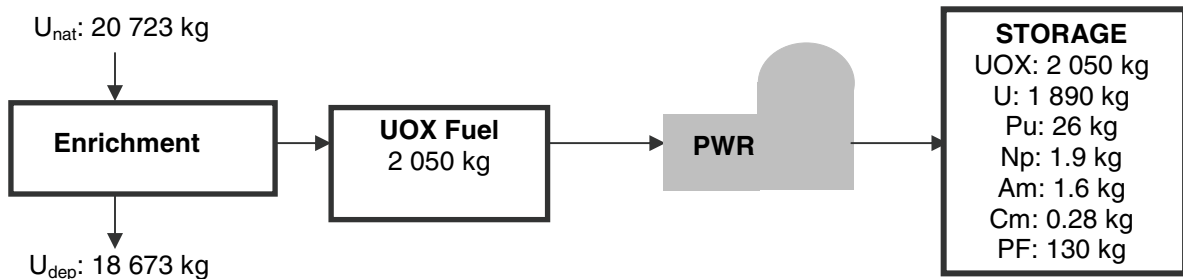 U_nat: 20 723 kg
Enrichment
U_dep: 18 673 kg
UOX Fuel
2 050 kg
PWR
STORAGE
UOX: 2 050 kg
U: 1 890 kg
Pu: 26 kg
Np: 1.9 kg
Am: 1.6 kg
Cm: 0.28 kg
PF: 130 kg